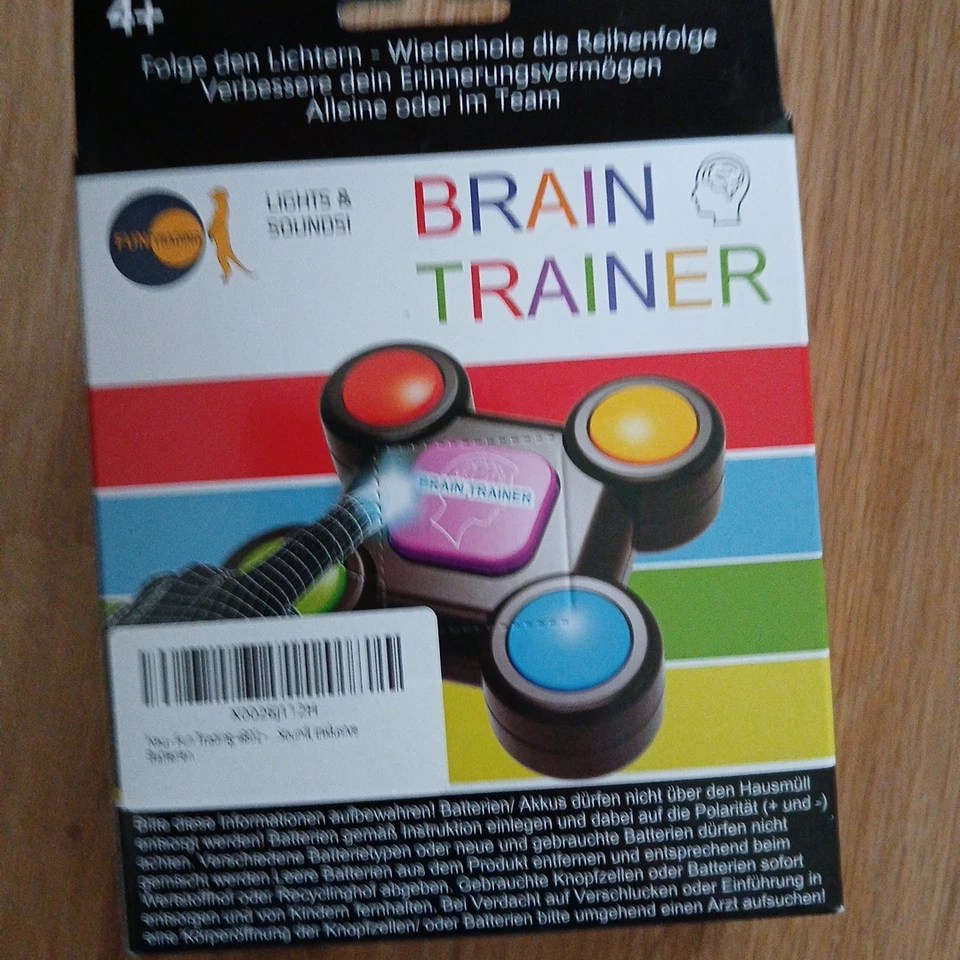 4+
Folge den Lichtern - Wiederhole die Reihenfolge
Verbessere dein Erinnerungsvermögen
Alleine oder im Team
FUN TRADING
LIGHTS &
SOUNDS!
BRAIN
TRAINER
BRAIN TRAINER
Batterien
Bitte diese Informationen aufbewahren! Batterien/ Akkus dürfen nicht über den Hausmüll
entsorgt werden! Batterien gemäß Instruktion einlegen und dabei auf die Polarität (+ und -)
achten. Verschiedene Batterietypen oder neue und gebrauchte Batterien dürfen nicht
gemischt werden! Leere Batterien aus dem Produkt entfernen und entsprechend beim
Wertstoffhof oder Recyclinghof abgeben. Gebrauchte Knopfzellen oder Batterien sofort
entsorgen und von Kindern fernhalten. Bei Verdacht auf Verschlucken oder Einführung in
eine Körperöffnung der Knopfzellen/ oder Batterien bitte umgehend einen Arzt aufsuchen!